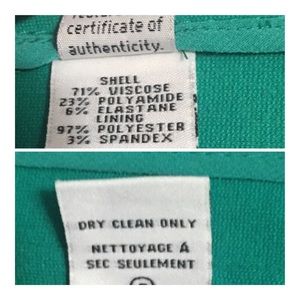 certificate of
authenticity.
SHELL
71% VISCOSE
23% POLYAMIDE
6% ELASTANE
LINING
97% POLYESTER
3% SPANDEX
DRY CLEAN ONLY
NETTOYAGE À
SEC SEULEMENT